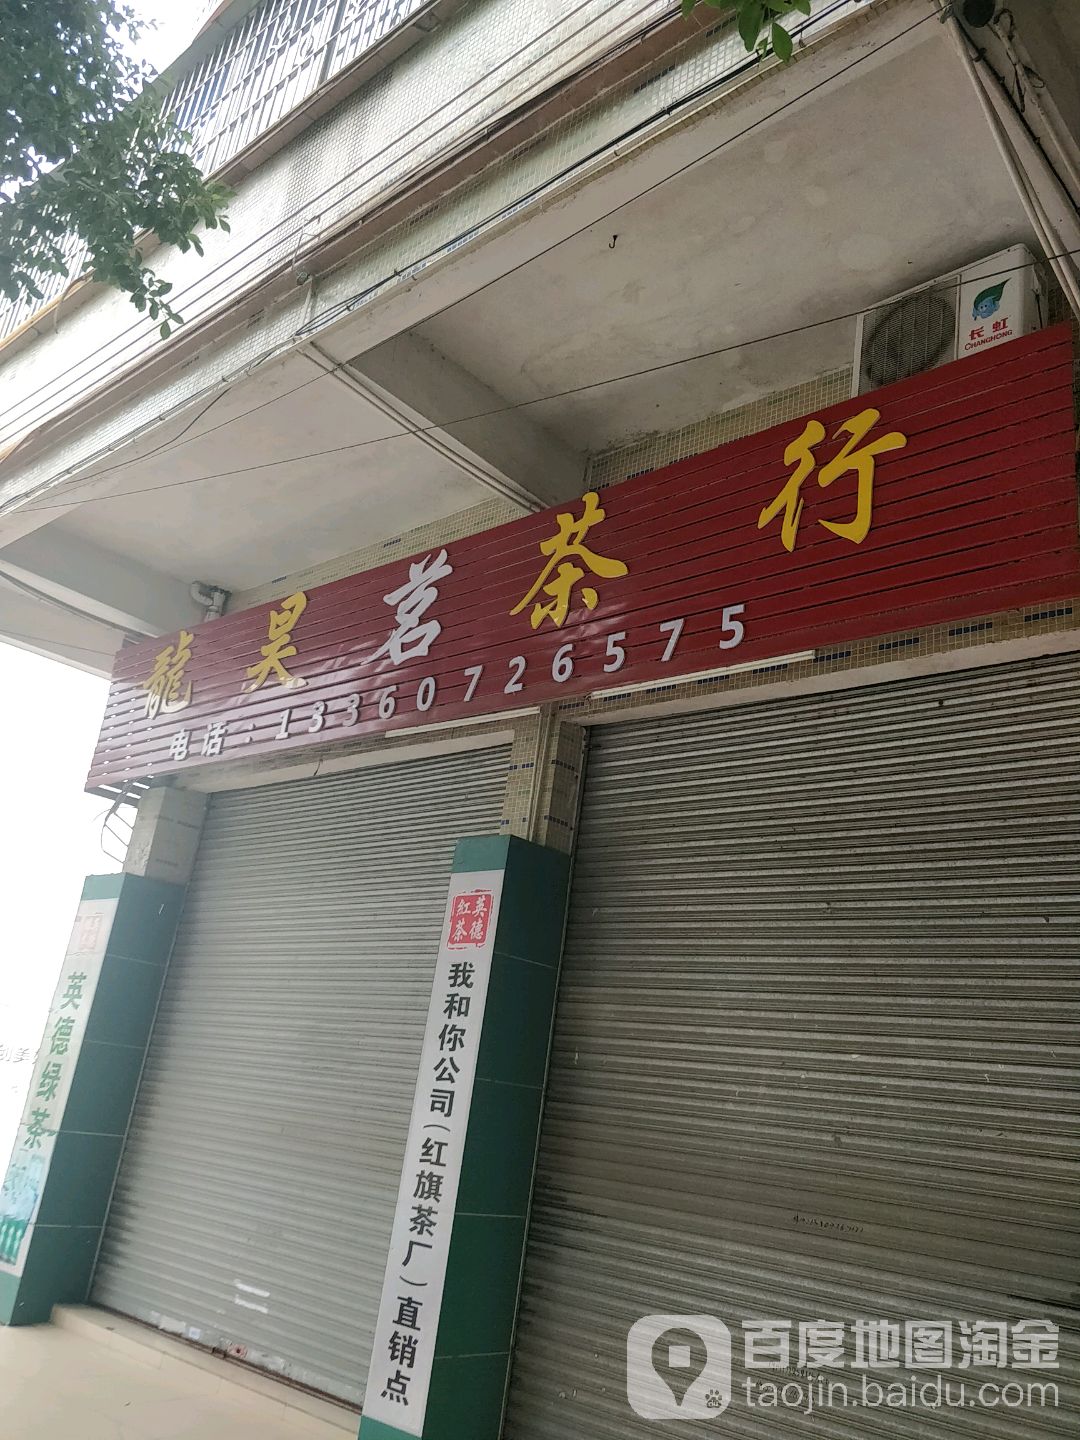 长虹
CHANGHONG
龍昊茗茶行
电话：13360726575
英德红茶
我和你公司（红旗茶厂）直销点
英德绿茶
百度地图淘金
taojin.baidu.com